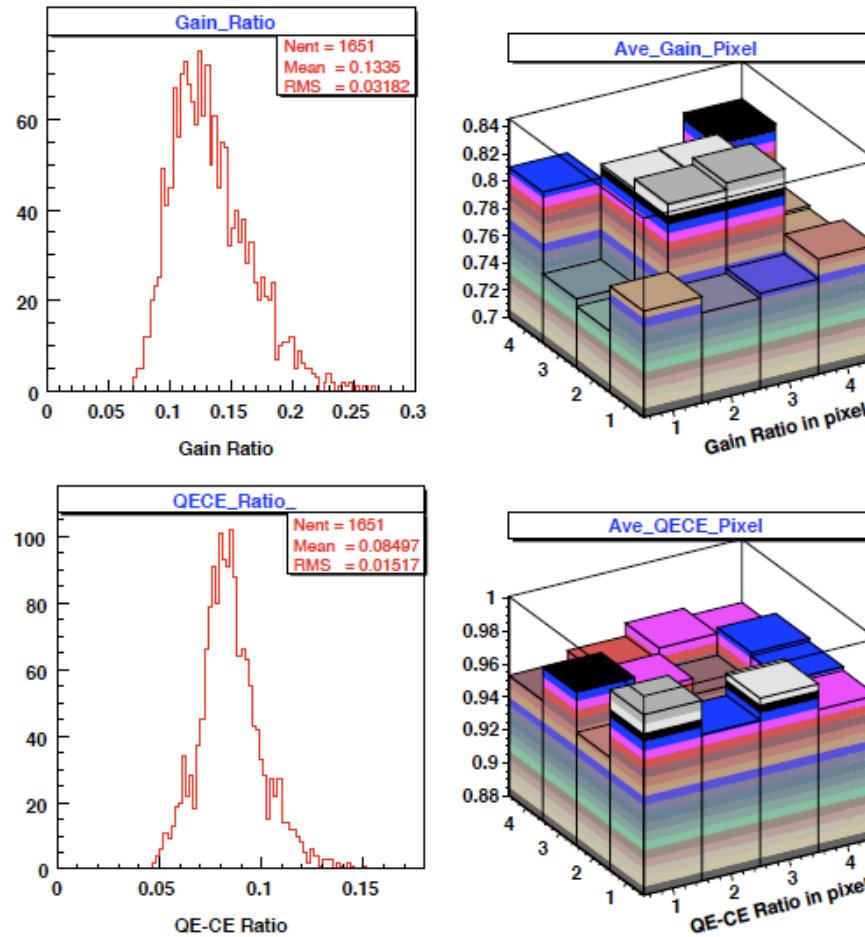 Gain_Ratio
Nent = 1651
Mean = 0.1335
RMS = 0.03182
60
40
20
0
0 0.05 0.1 0.15 0.2 0.25 0.3
Gain Ratio
Ave_Gain_Pixel
0.84
0.82
0.8
0.78
0.76
0.74
0.72
0.7
4
3
2
1
1
2
3
4
Gain Ratio in pixel
QECE_Ratio_
Nent = 1651
Mean = 0.08497
RMS = 0.01517
100
80
60
40
20
0
0 0.05 0.1 0.15
QE-CE Ratio
Ave_QECE_Pixel
1
0.98
0.96
0.94
0.92
0.9
0.88
4
3
2
1
1
2
3
4
QE-CE Ratio in pixel